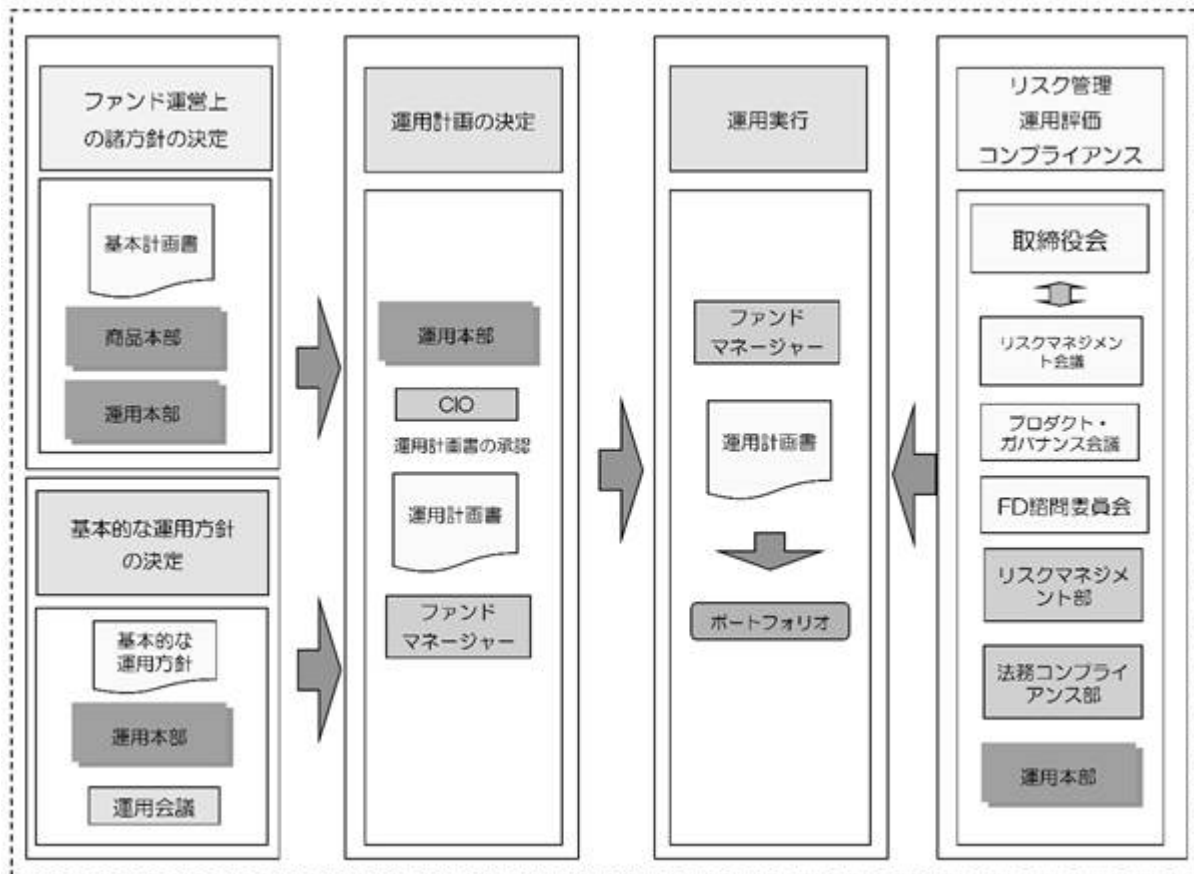 ファンド運営上
の諸方針の決定
基本計画書
商品本部
運用本部
基本的な運用方針
の決定
基本的な
運用方針
運用本部
運用会議
運用計画の決定
運用本部
CIO
運用計画書の承認
運用計画書
ファンド
マネージャー
運用実行
ファンド
マネージャー
運用計画書
ポートフォリオ
リスク管理
運用評価
コンプライアンス
取締役会
リスクマネジメン
ト会議
プロダクト・
ガバナンス会議
FD諮問委員会
リスクマネジメ
ント部
法務コンプライ
アンス部
運用本部